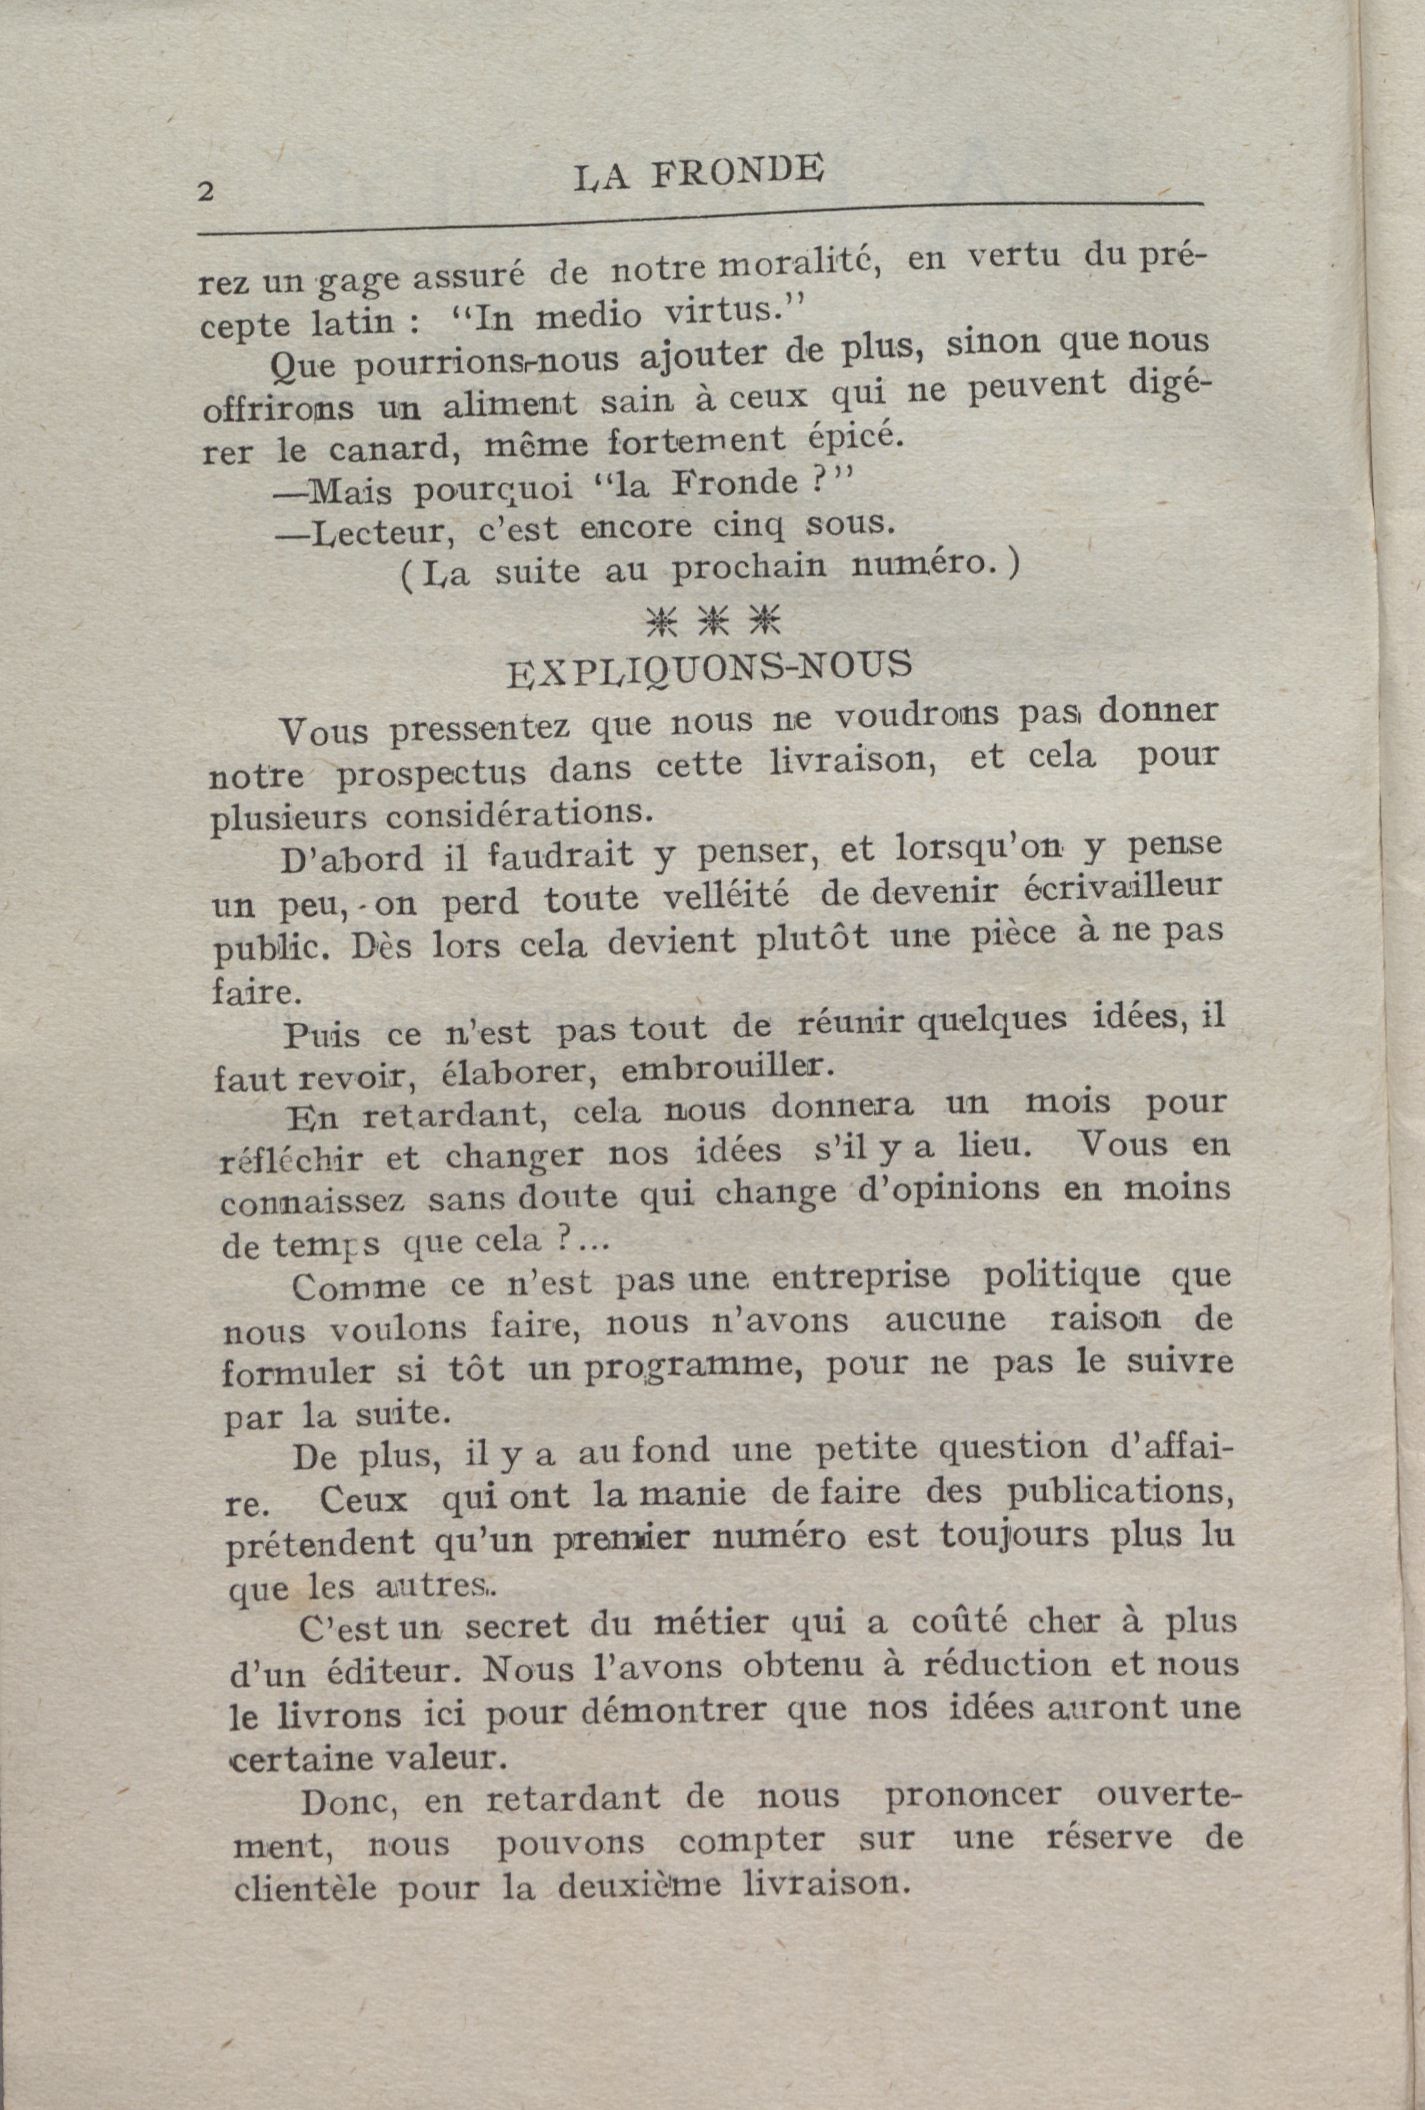 2
LA FRONDE
rez un gage assuré de notre moralité, en vertu du pré-
cepte latin : “In medio virtus.”
Que pourrions-nous ajouter de plus, sinon que nous
offrirons un aliment sain à ceux qui ne peuvent digé-
rer le canard, même fortement épicé.
—Mais pourquoi “la Fronde ?”
—Lecteur, c’est encore cinq sous.
(La suite au prochain numéro.)
* * *
EXPLIQUONS-NOUS
Vous pressentez que nous ne voudrons pas donner
notre prospectus dans cette livraison, et cela pour
plusieurs considérations.
D’abord il faudrait y penser, et lorsqu’on y pense
un peu, on perd toute velléité de devenir écrivailleur
public. Dès lors cela devient plutôt une pièce à ne pas
faire.
Puis ce n’est pas tout de réunir quelques idées, il
faut revoir, élaborer, embrouiller.
En retardant, cela nous donnera un mois pour
réfléchir et changer nos idées s’il y a lieu. Vous en
connaissez sans doute qui change d’opinions en moins
de temps que cela ?...
Comme ce n’est pas une entreprise politique que
nous voulons faire, nous n’avons aucune raison de
formuler si tôt un programme, pour ne pas le suivre
par la suite.
De plus, il y a au fond une petite question d’affai-
re. Ceux qui ont la manie de faire des publications,
prétendent qu’un premier numéro est toujours plus lu
que les autres.
C’est un secret du métier qui a coûté cher à plus
d’un éditeur. Nous l’avons obtenu à réduction et nous
le livrons ici pour démontrer que nos idées auront une
certaine valeur.
Donc, en retardant de nous prononcer ouverte-
ment, nous pouvons compter sur une réserve de
clientèle pour la deuxième livraison.